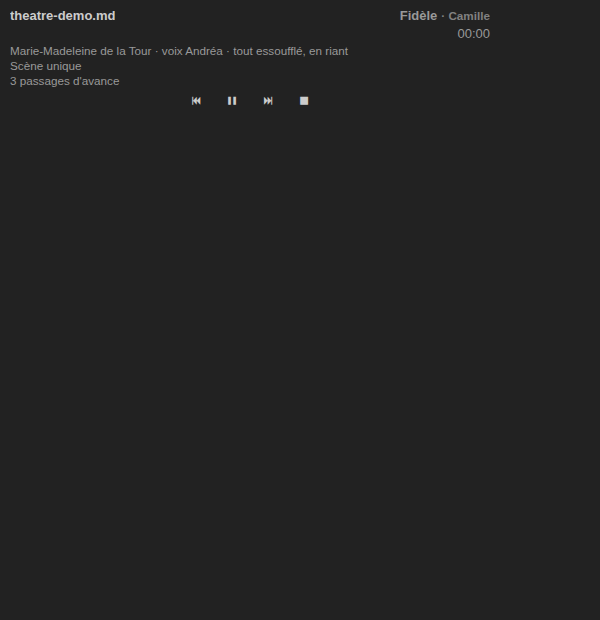 theatre-demo.md
Fidèle · Camille
00:00
Marie-Madeleine de la Tour · voix Andréa · tout essoufflé, en riant
Scène unique
3 passages d'avance